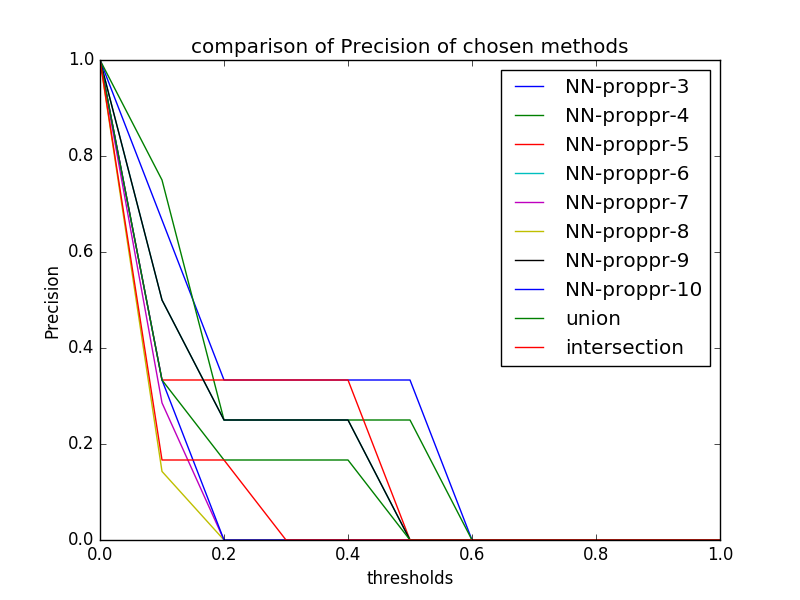 comparison of Precision of chosen methods
1.0
0.8
0.6
0.4
0.2
0.0
Precision
NN-proppr-3
NN-proppr-4
NN-proppr-5
NN-proppr-6
NN-proppr-7
NN-proppr-8
NN-proppr-9
NN-proppr-10
union
intersection
0.0 0.2 0.4 0.6 0.8 1.0
thresholds